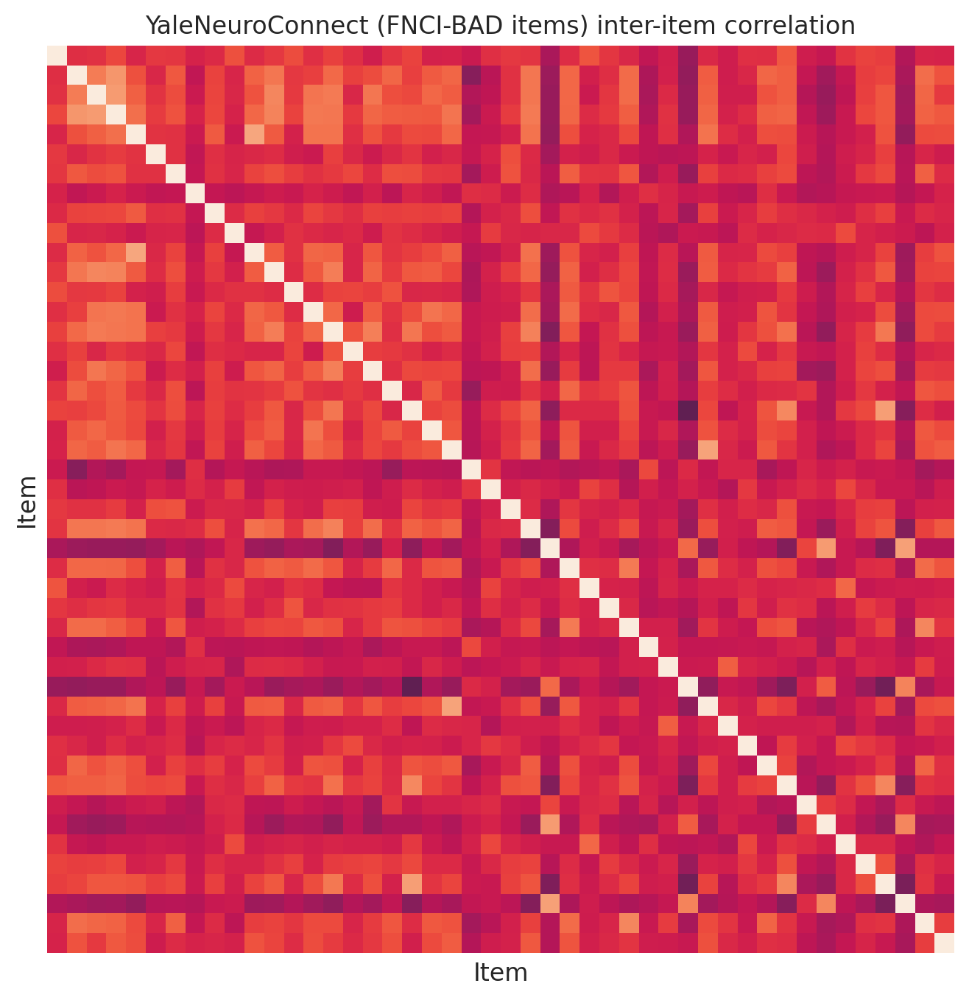 YaleNeuroConnect (FNCI-BAD items) inter-item correlation
Item
Item